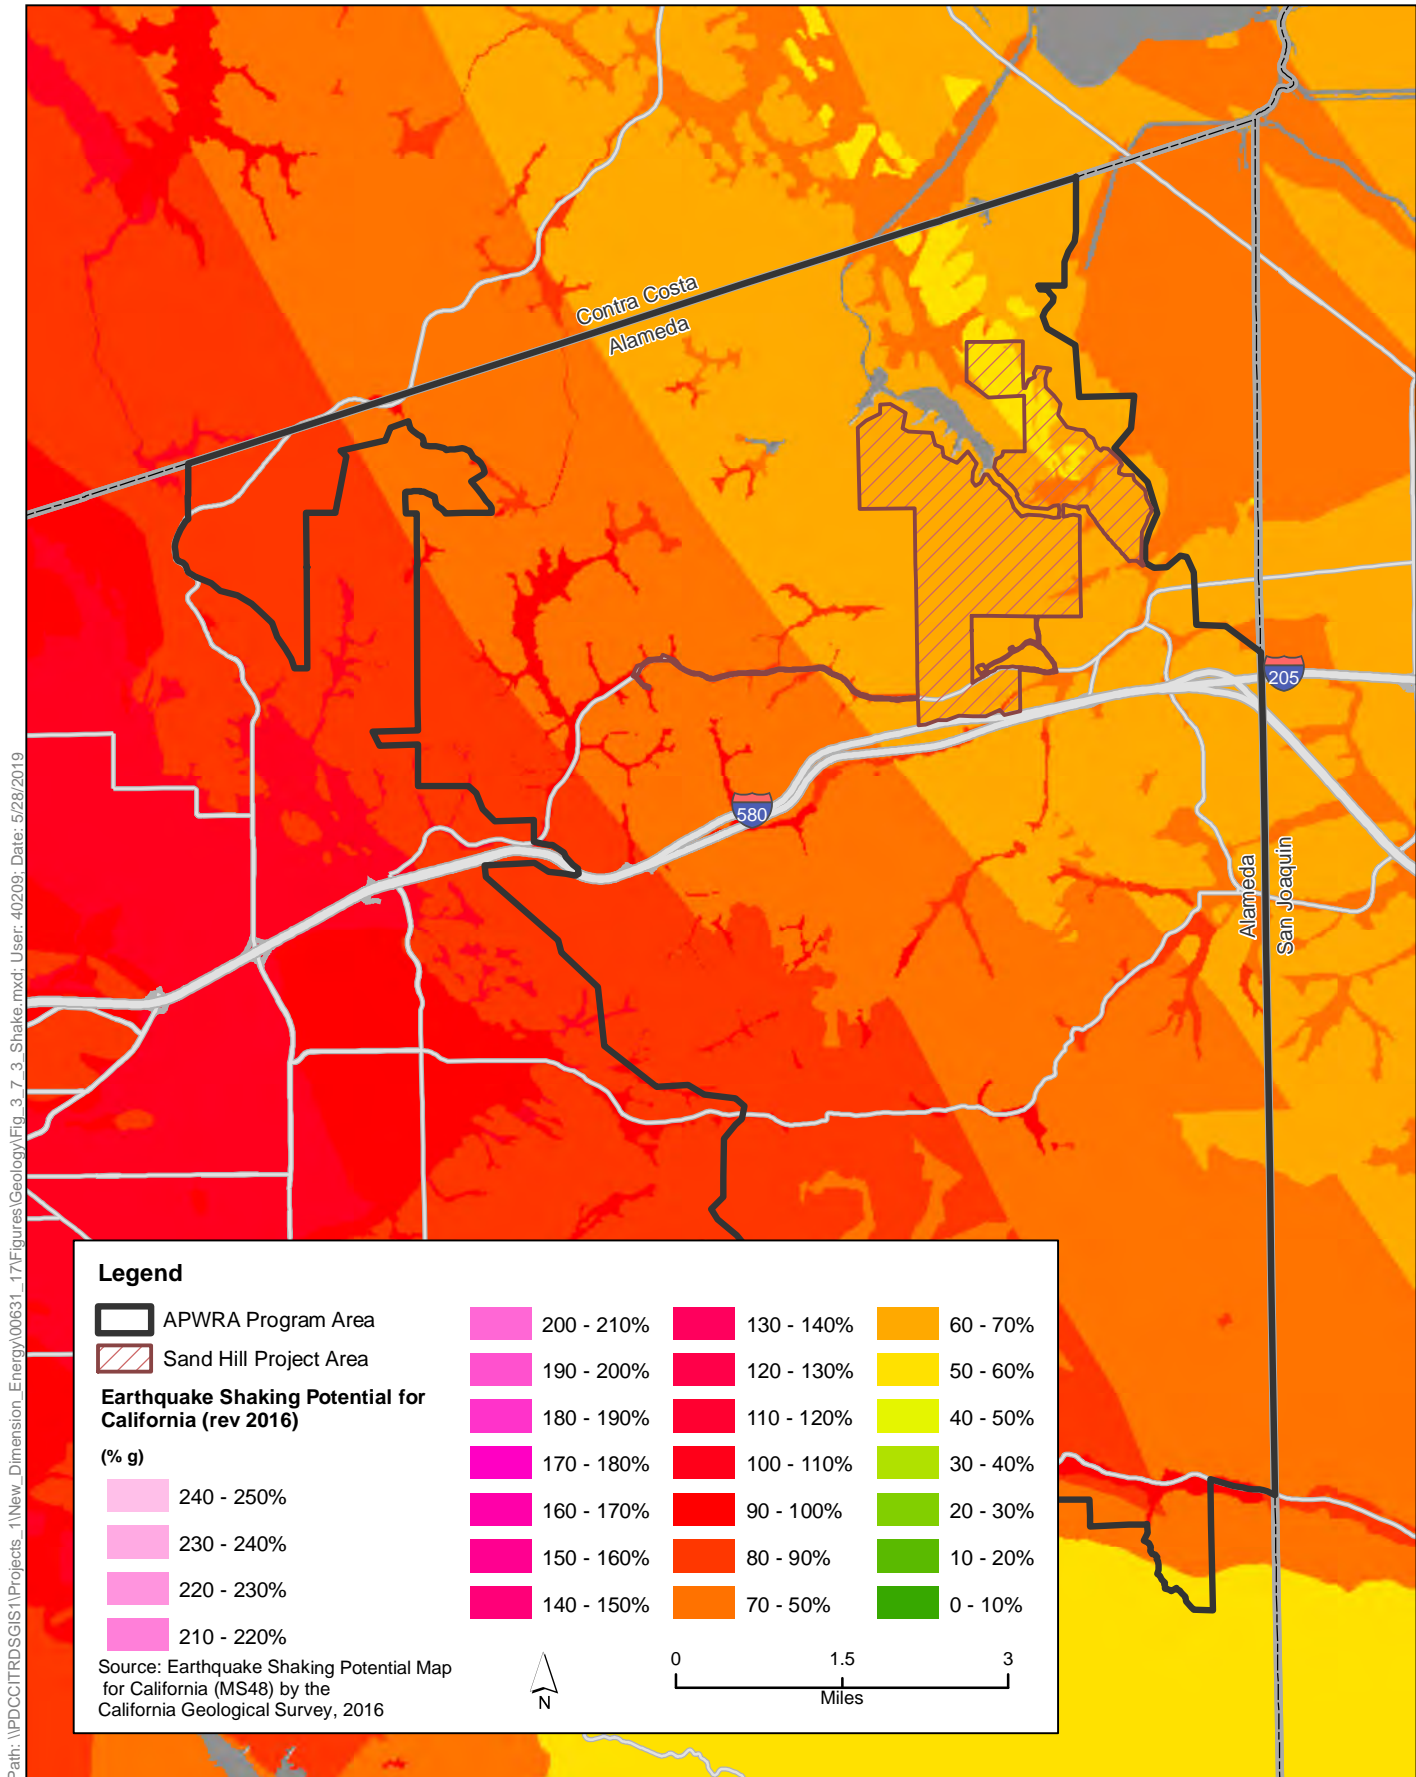 Contra Costa
Alameda
205
580
Alameda
San Joaquin
Path: \\PDCCITRDSGIS1\Projects_1\New_Dimension_Energy\00631_17\Figures\Geology\Fig_3_7_3_Shake.mxd; User: 40209; Date: 5/28/2019
Legend
APWRA Program Area
Sand Hill Project Area
Earthquake Shaking Potential for
California (rev 2016)
(% g)
240 - 250%
230 - 240%
220 - 230%
210 - 220%
200 - 210%
190 - 200%
180 - 190%
170 - 180%
160 - 170%
150 - 160%
140 - 150%
130 - 140%
120 - 130%
110 - 120%
100 - 110%
90 - 100%
80 - 90%
70 - 50%
60 - 70%
50 - 60%
40 - 50%
30 - 40%
20 - 30%
10 - 20%
0 - 10%
Source: Earthquake Shaking Potential Map
for California (MS48) by the
California Geological Survey, 2016
N
0 1.5 3
Miles